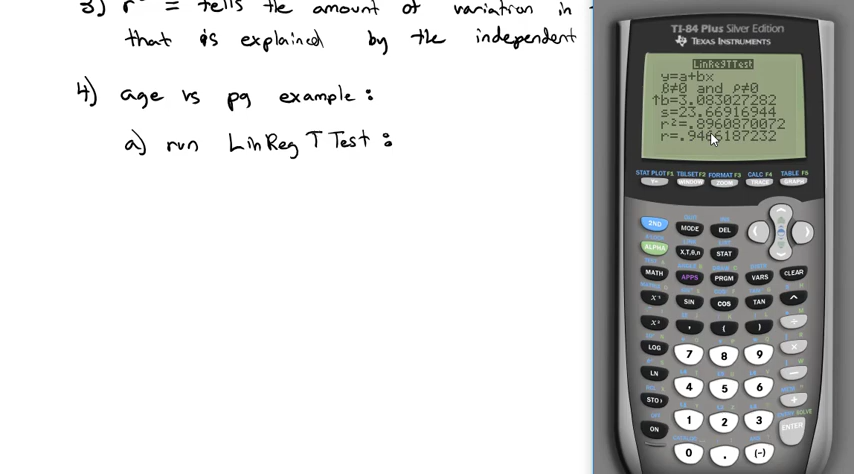 3) r² = tells the amount of variation in
that is explained by the independent
4) age vs pg example:
a) run LinReg T Test:
TI-84 Plus Silver Edition
TEXAS INSTRUMENTS
LinRegTTest
y=a+bx
β≠0 and ρ≠0
↑b=3.083027282
s=23.66916944
r²=.8960870072
r=.9466187232
STAT PLOT F1 TBLSET F2 FORMAT F3 CALC F4 TABLE F5
Y= WINDOW ZOOM TRACE GRAPH
2ND MODE DEL
ALPHA X,T,θ,n STAT
MATH APPS PRGM VARS CLEAR
X⁻¹ SIN COS TAN ^
X² , ( ) ÷
LOG 7 8 9 ×
LN 4 5 6 −
STO› 1 2 3 +
ON 0 . (−) ENTER